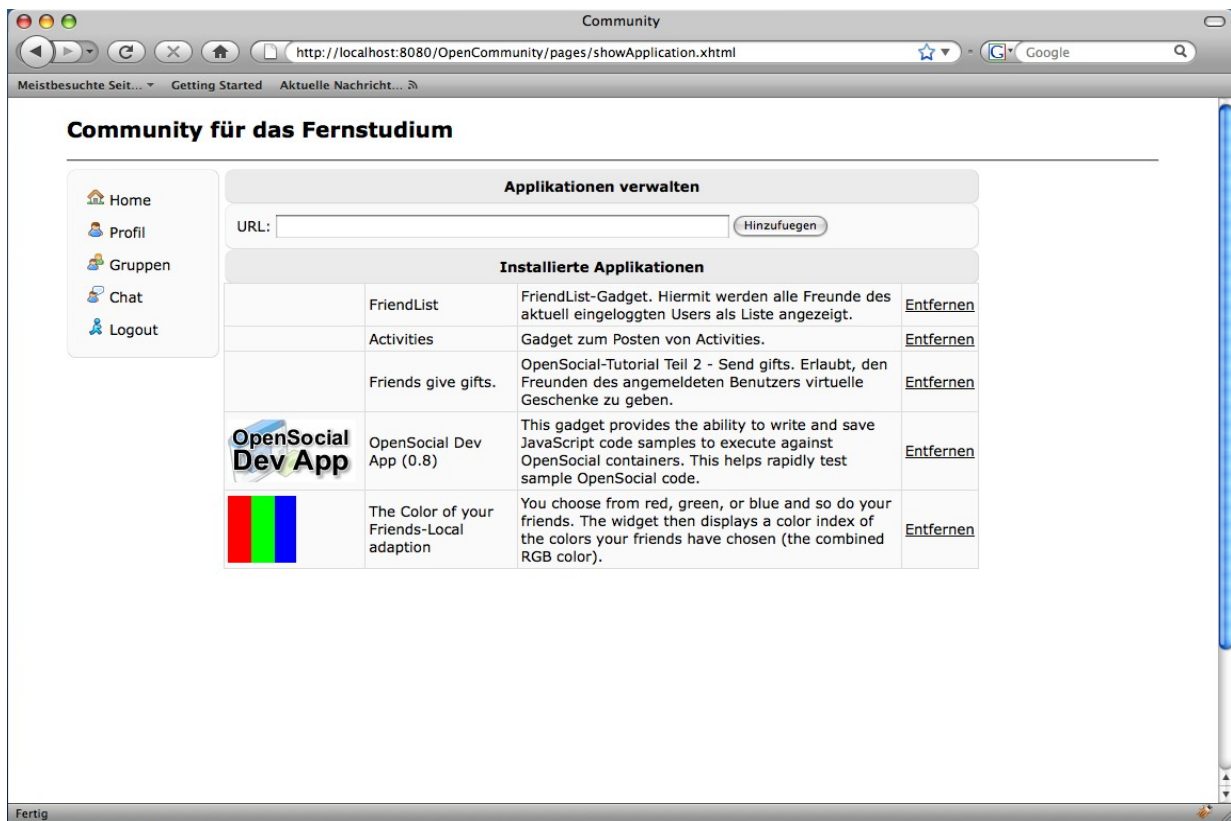 Community
http://localhost:8080/OpenCommunity/pages/showApplication.xhtml
G
Google
Meistbesuchte Seit...
Getting Started
Aktuelle Nachricht...
Community für das Fernstudium
Home
Profil
Gruppen
Chat
Logout
Applikationen verwalten
URL:
Hinzufuegen
Installierte Applikationen
FriendList
FriendList-Gadget. Hiermit werden alle Freunde des
aktuell eingeloggten Users als Liste angezeigt.
Entfernen
Activities
Gadget zum Posten von Activities.
Entfernen
Friends give gifts.
OpenSocial-Tutorial Teil 2 - Send gifts. Erlaubt, den
Freunden des angemeldeten Benutzers virtuelle
Geschenke zu geben.
Entfernen
OpenSocial
Dev App
OpenSocial Dev
App (0.8)
This gadget provides the ability to write and save
JavaScript code samples to execute against
OpenSocial containers. This helps rapidly test
sample OpenSocial code.
Entfernen
The Color of your
Friends-Local
adaption
You choose from red, green, or blue and so do your
friends. The widget then displays a color index of
the colors your friends have chosen (the combined
RGB color).
Entfernen
Fertig